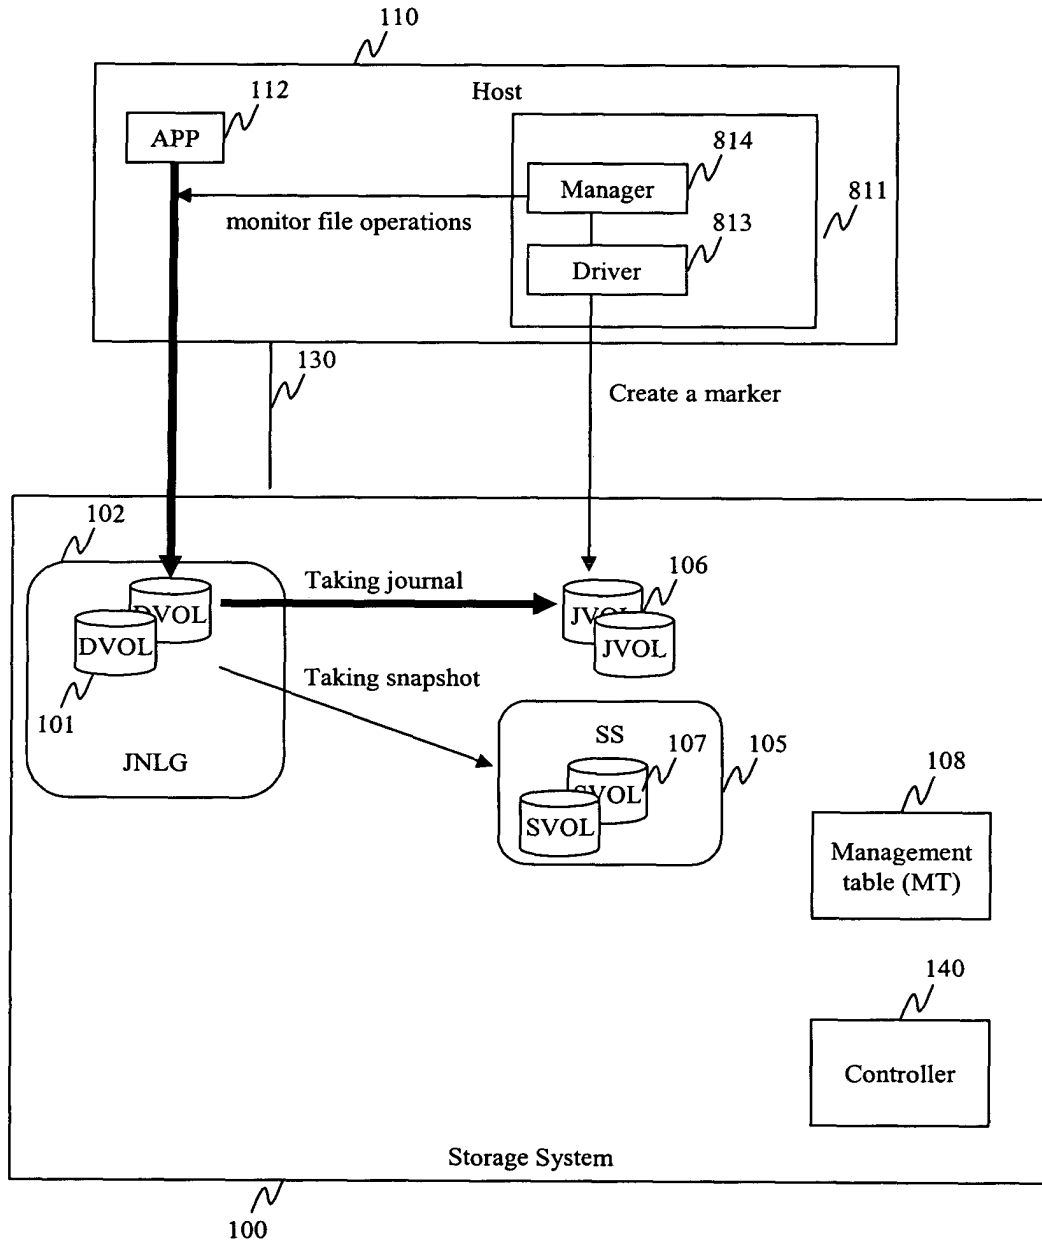 110
Host
112
APP
814
Manager
811
monitor file operations
813
Driver
130
Create a marker
102
Taking journal
106
DVOL
JVOL
DVOL
JVOL
101
Taking snapshot
JNLG
SS
107
105
SVOL
SVOL
108
Management
table (MT)
140
Controller
Storage System
100